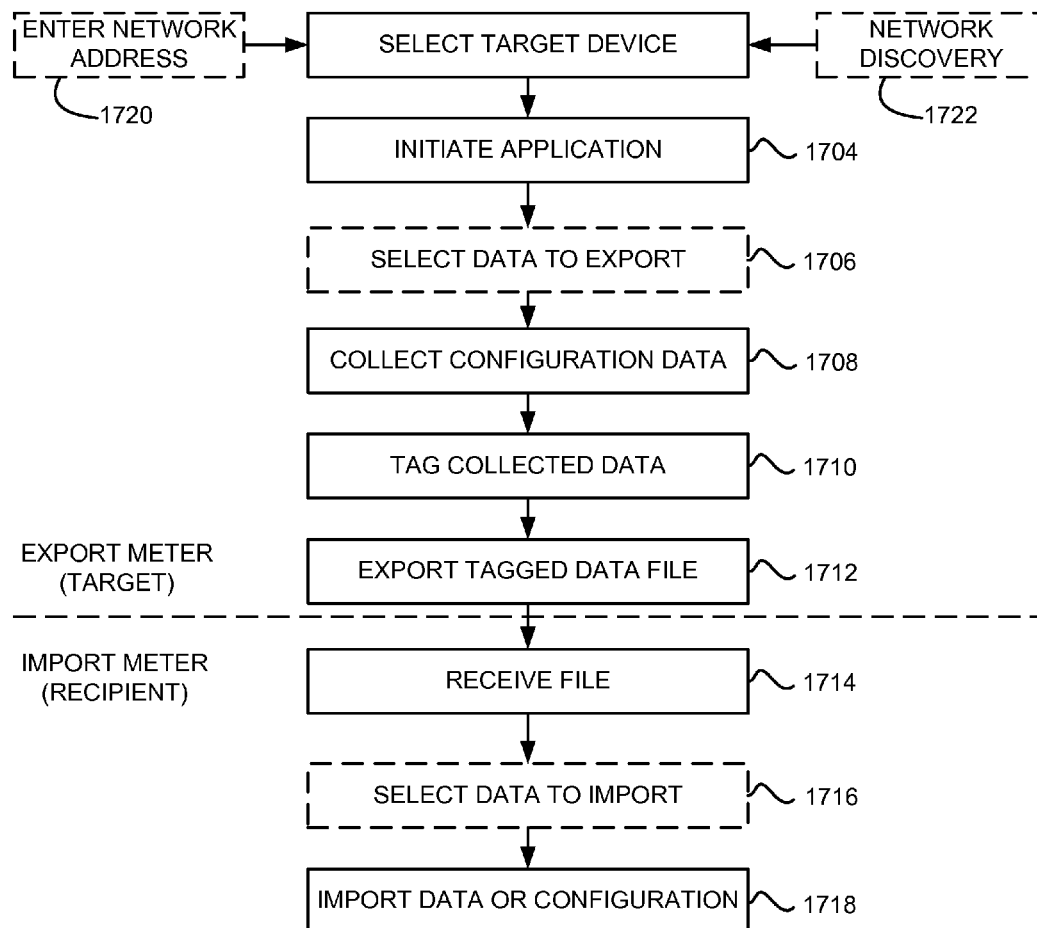 ENTER NETWORK
ADDRESS
SELECT TARGET DEVICE
NETWORK
DISCOVERY
1720
1722
INITIATE APPLICATION
1704
SELECT DATA TO EXPORT
1706
COLLECT CONFIGURATION DATA
1708
TAG COLLECTED DATA
1710
EXPORT METER
(TARGET)
EXPORT TAGGED DATA FILE
1712
IMPORT METER
(RECIPIENT)
RECEIVE FILE
1714
SELECT DATA TO IMPORT
1716
IMPORT DATA OR CONFIGURATION
1718